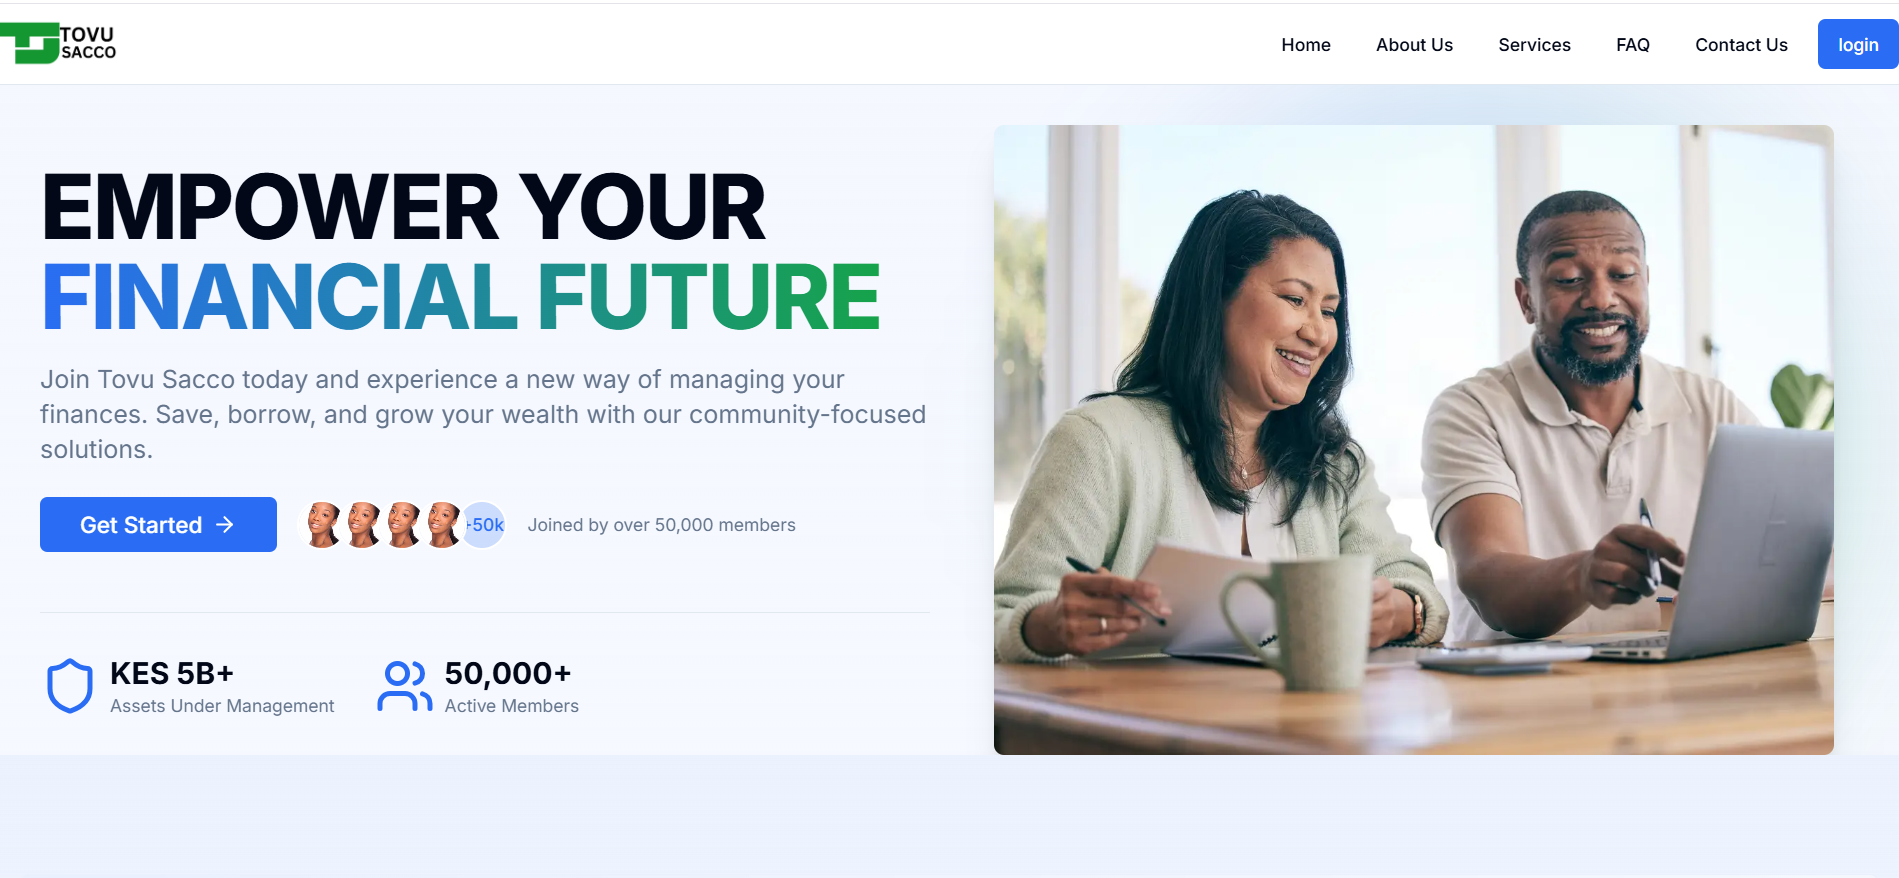 TOVU
SACCO
Home
About Us
Services
FAQ
Contact Us
login
EMPOWER YOUR
FINANCIAL FUTURE
Join Tovu Sacco today and experience a new way of managing your
finances. Save, borrow, and grow your wealth with our community-focused
solutions.
Get Started
+50k
Joined by over 50,000 members
KES 5B+
Assets Under Management
50,000+
Active Members